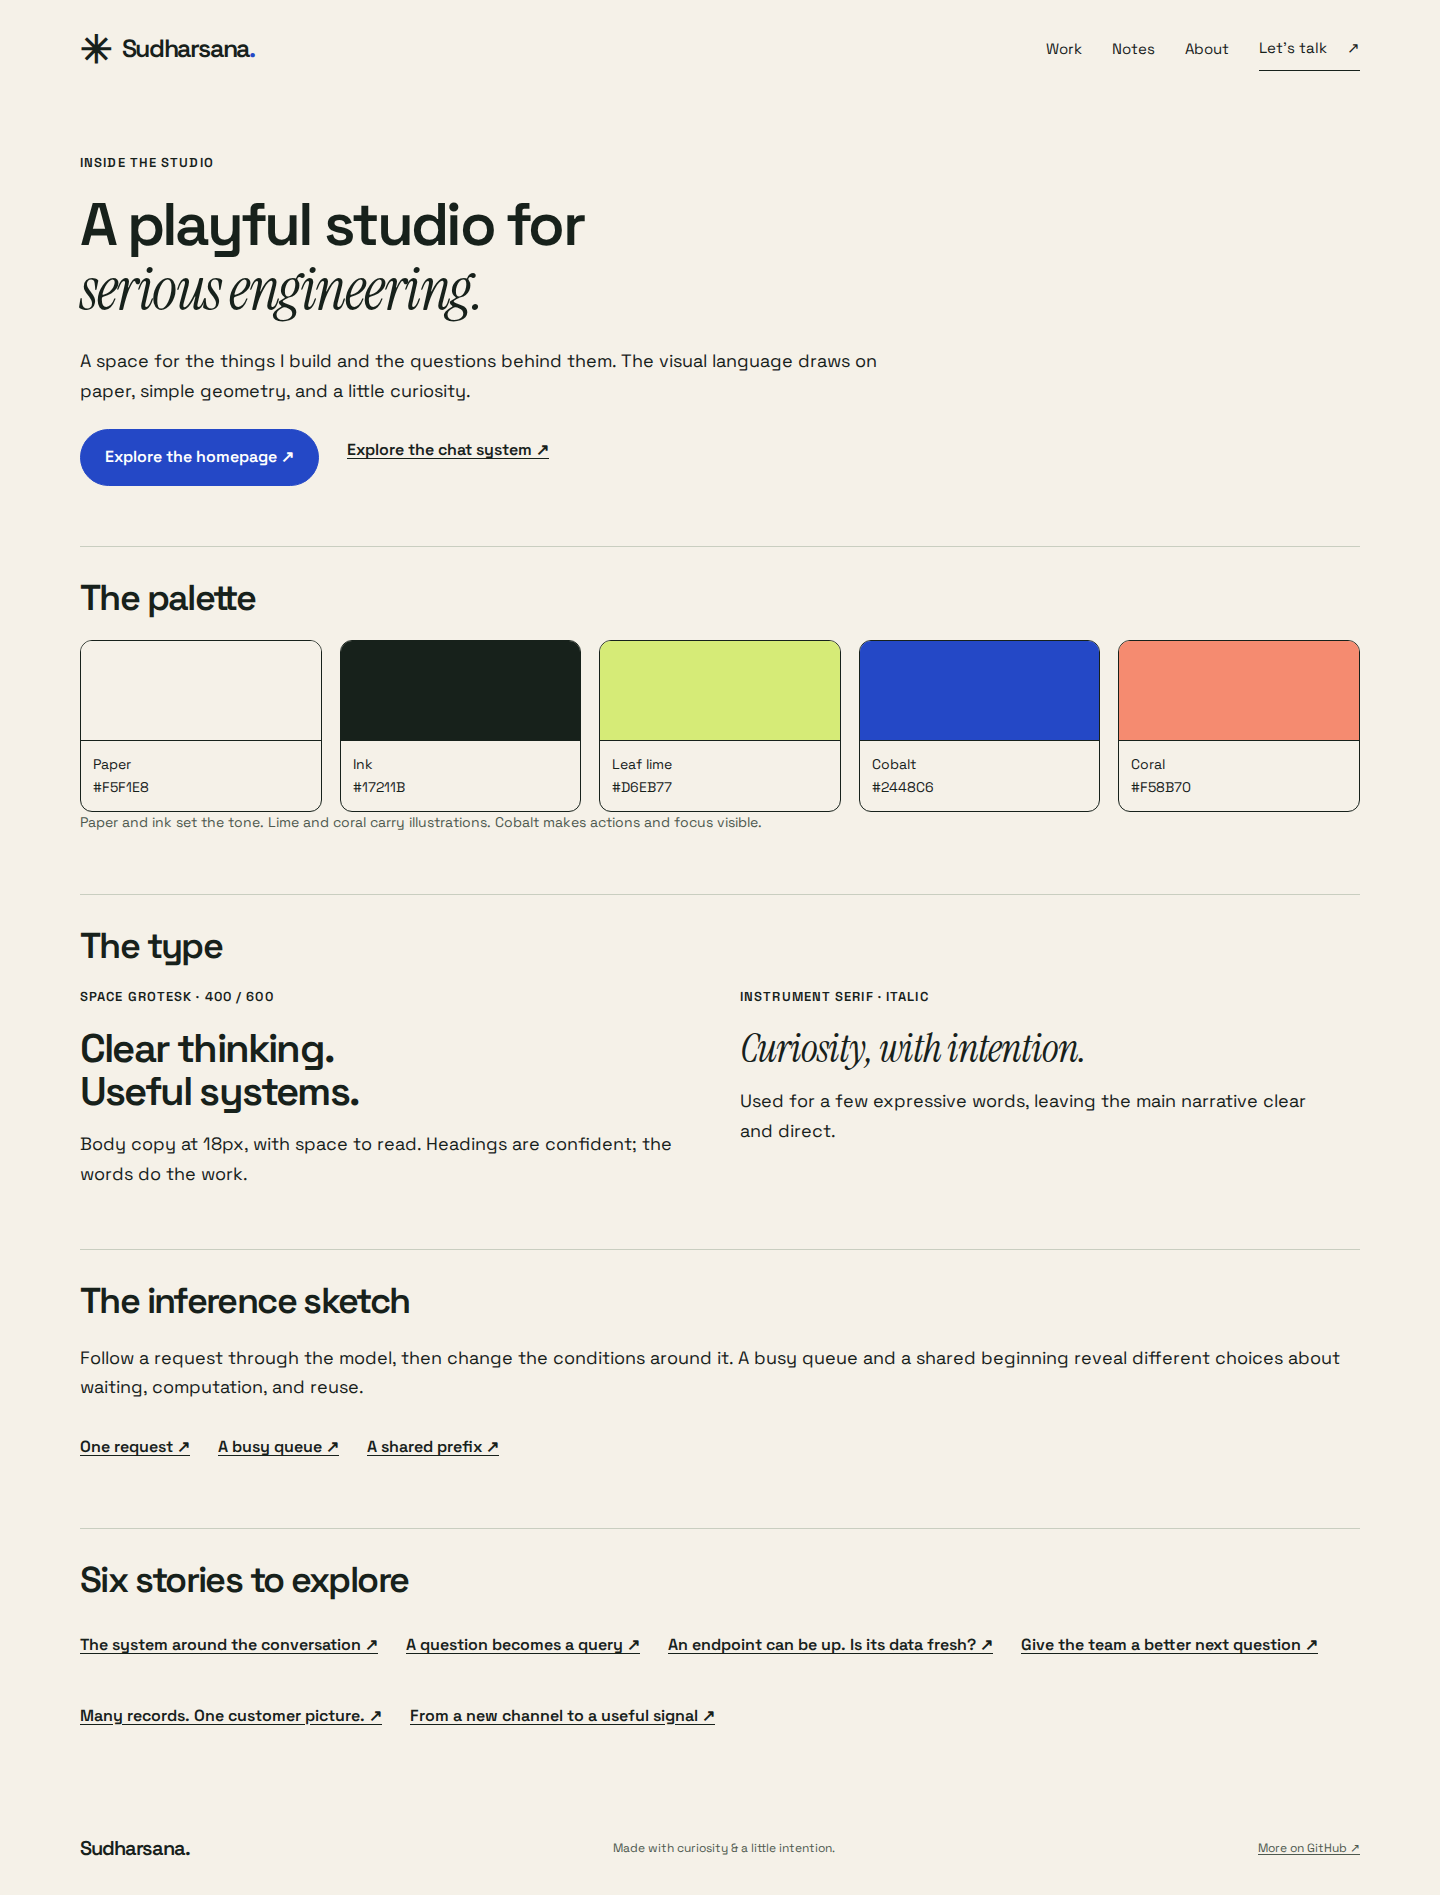 Sudharsana.
Work Notes About Let's talk ↗
INSIDE THE STUDIO
A playful studio for
serious engineering.
A space for the things I build and the questions behind them. The visual language draws on
paper, simple geometry, and a little curiosity.
Explore the homepage ↗ Explore the chat system ↗
The palette
Paper
#F5F1E8
Ink
#17211B
Leaf lime
#D6EB77
Cobalt
#2448C6
Coral
#F58B70
Paper and ink set the tone. Lime and coral carry illustrations. Cobalt makes actions and focus visible.
The type
SPACE GROTESK · 400 / 600
Clear thinking.
Useful systems.
Body copy at 18px, with space to read. Headings are confident; the
words do the work.
INSTRUMENT SERIF · ITALIC
Curiosity, with intention.
Used for a few expressive words, leaving the main narrative clear
and direct.
The inference sketch
Follow a request through the model, then change the conditions around it. A busy queue and a shared beginning reveal different choices about
waiting, computation, and reuse.
One request ↗ A busy queue ↗ A shared prefix ↗
Six stories to explore
The system around the conversation ↗ A question becomes a query ↗ An endpoint can be up. Is its data fresh? ↗ Give the team a better next question ↗
Many records. One customer picture. ↗ From a new channel to a useful signal ↗
Sudharsana. Made with curiosity & a little intention. More on GitHub ↗